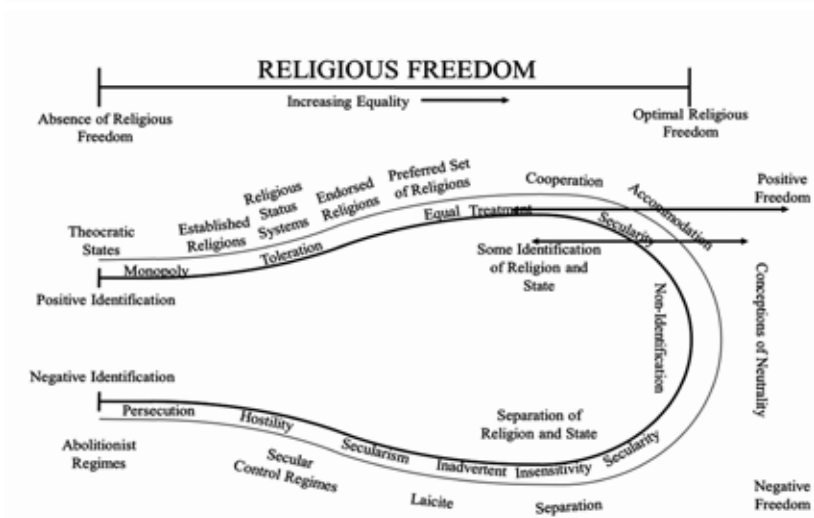 RELIGIOUS FREEDOM
Increasing Equality
Absence of Religious
Freedom
Optimal Religious
Freedom
Theocratic
States
Established
Religions
Religious
Status
Systems
Endorsed
Religions
Preferred Set
of Religions
Cooperation
Accommodation
Positive
Freedom
Monopoly
Toleration
Equal Treatment
Secularity
Positive Identification
Some Identification
of Religion and
State
Non-Identification
Conceptions of Neutrality
Negative Identification
Persecution
Hostility
Secularism
Inadvertent Insensitivity
Secularity
Separation of
Religion and State
Abolitionist
Regimes
Secular
Control Regimes
Laicite
Separation
Negative
Freedom